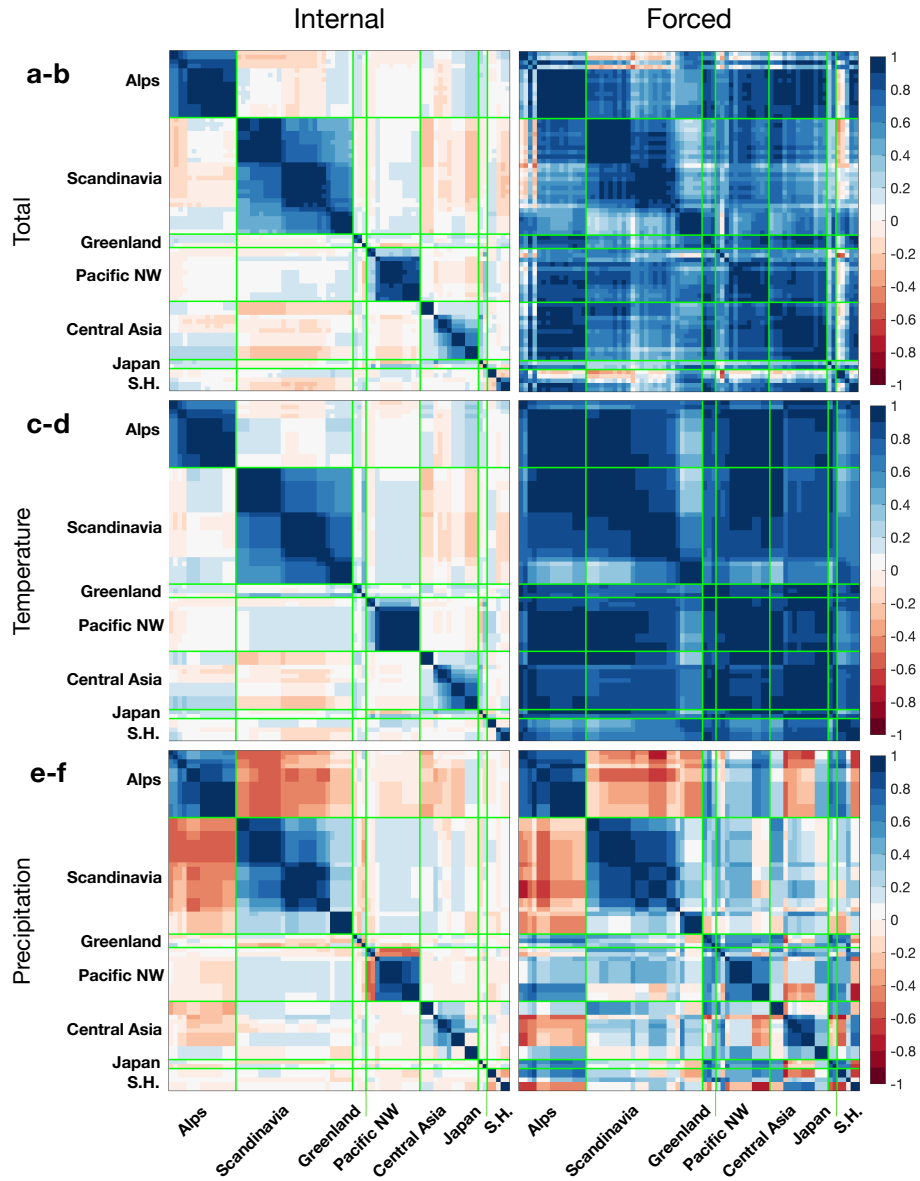 Internal Forced
a-b
Total
Alps
Scandinavia
Greenland
Pacific NW
Central Asia
Japan
S.H.
1
0.8
0.6
0.4
0.2
0
-0.2
-0.4
-0.6
-0.8
-1
c-d
Temperature
Alps
Scandinavia
Greenland
Pacific NW
Central Asia
Japan
S.H.
1
0.8
0.6
0.4
0.2
0
-0.2
-0.4
-0.6
-0.8
-1
e-f
Precipitation
Alps
Scandinavia
Greenland
Pacific NW
Central Asia
Japan
S.H.
1
0.8
0.6
0.4
0.2
0
-0.2
-0.4
-0.6
-0.8
-1
Alps
Scandinavia
Greenland
Pacific NW
Central Asia
Japan
S.H.
Alps
Scandinavia
Greenland
Pacific NW
Central Asia
Japan
S.H.